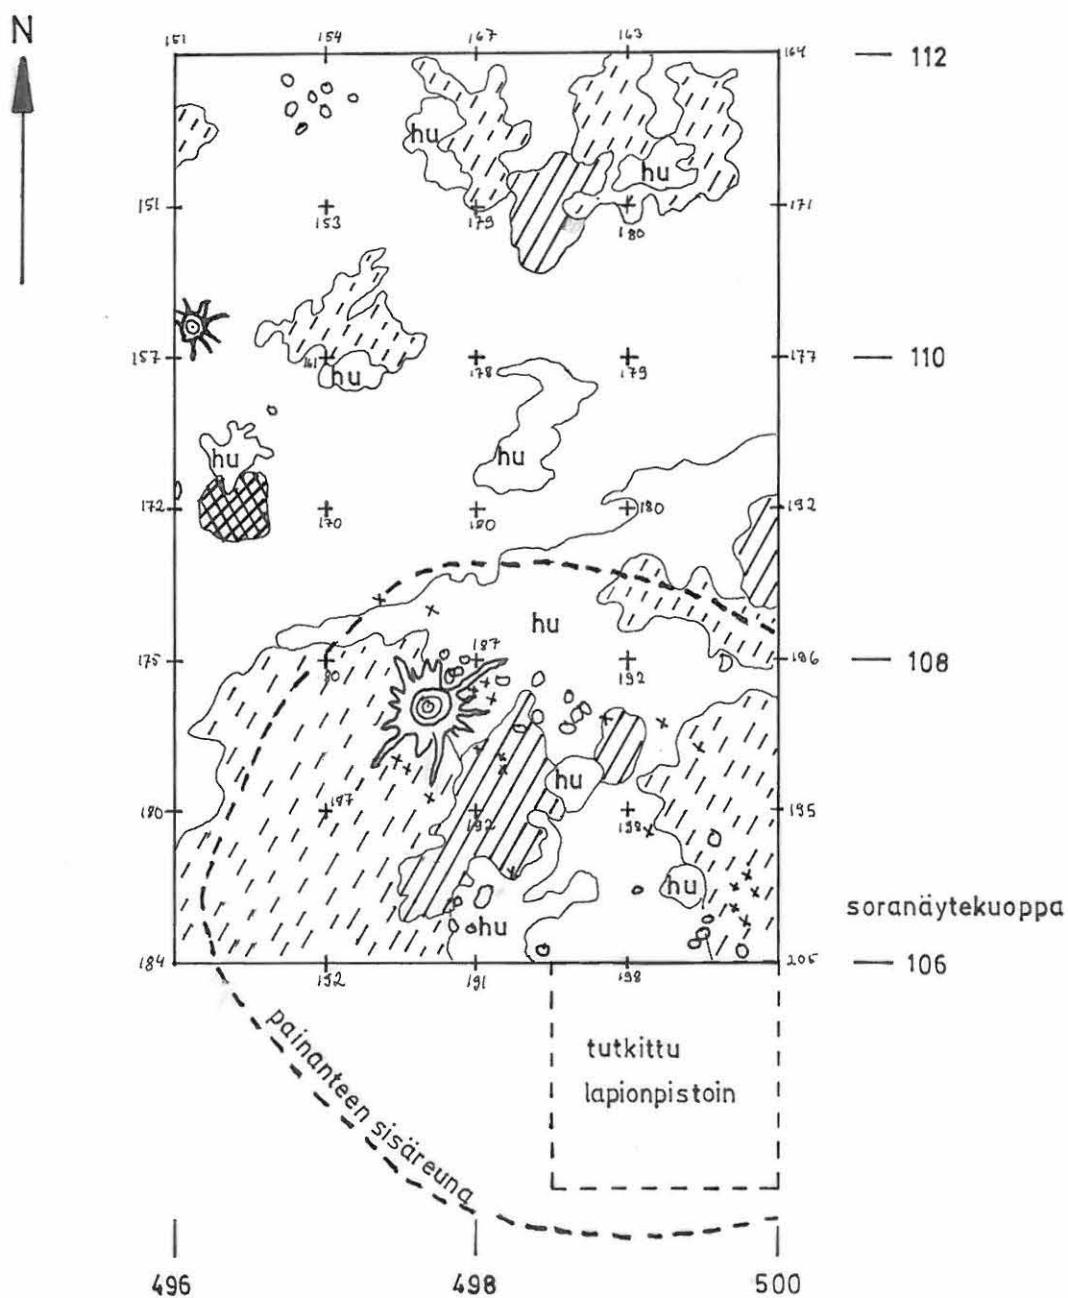 N
151 154 167 163 164
112
hu
hu
151 153 179 180 171
157 161 178 179 177
110
hu
hu
hu
172 170 180 180 192
hu
187
175 80 192 186
108
hu
180 187 192 198 195
hu
soranäytekuoppa
hu
184 132 191 198 205
106
painanteen sisäreuna
tutkittu
lapionpistoin
496 498 500